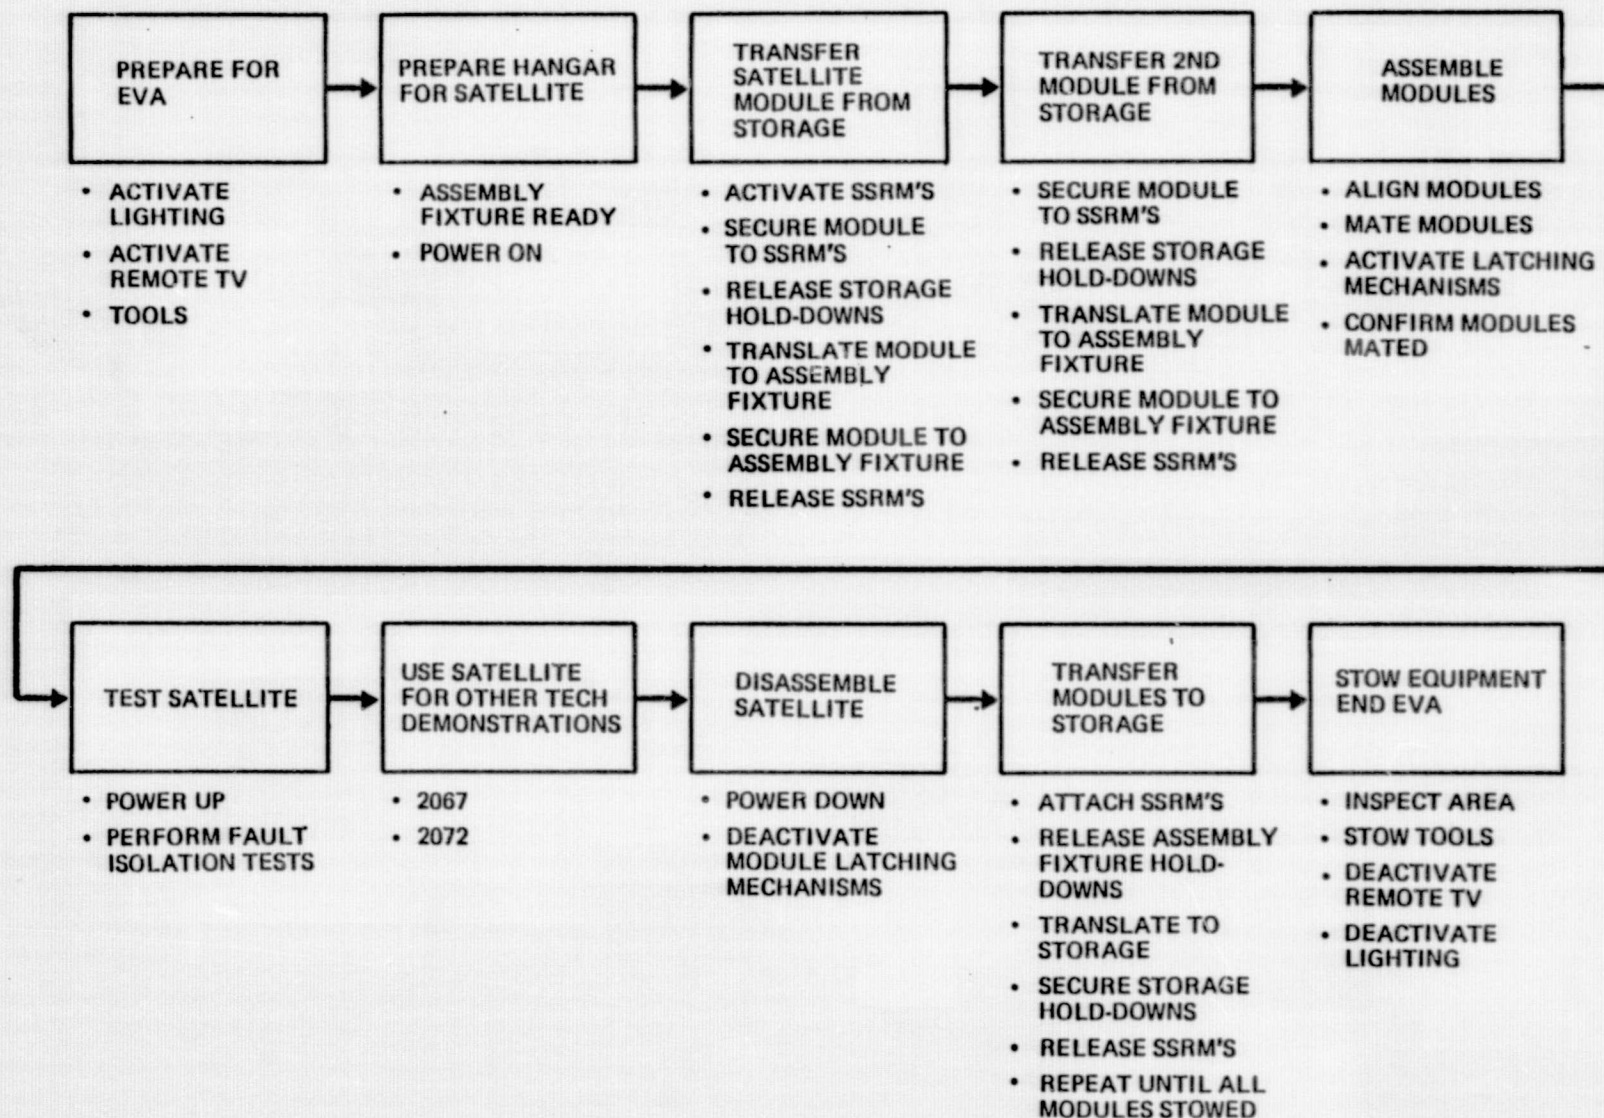 PREPARE FOR
EVA
• ACTIVATE
LIGHTING
• ACTIVATE
REMOTE TV
• TOOLS
PREPARE HANGAR
FOR SATELLITE
• ASSEMBLY
FIXTURE READY
• POWER ON
TRANSFER
SATELLITE
MODULE FROM
STORAGE
• ACTIVATE SSRM'S
• SECURE MODULE
TO SSRM'S
• RELEASE STORAGE
HOLD-DOWNS
• TRANSLATE MODULE
TO ASSEMBLY
FIXTURE
• SECURE MODULE TO
ASSEMBLY FIXTURE
• RELEASE SSRM'S
TRANSFER 2ND
MODULE FROM
STORAGE
• SECURE MODULE
TO SSRM'S
• RELEASE STORAGE
HOLD-DOWNS
• TRANSLATE MODULE
TO ASSEMBLY
FIXTURE
• SECURE MODULE TO
ASSEMBLY FIXTURE
• RELEASE SSRM'S
ASSEMBLE
MODULES
• ALIGN MODULES
• MATE MODULES
• ACTIVATE LATCHING
MECHANISMS
• CONFIRM MODULES
MATED
TEST SATELLITE
• POWER UP
• PERFORM FAULT
ISOLATION TESTS
USE SATELLITE
FOR OTHER TECH
DEMONSTRATIONS
• 2067
• 2072
DISASSEMBLE
SATELLITE
• POWER DOWN
• DEACTIVATE
MODULE LATCHING
MECHANISMS
TRANSFER
MODULES TO
STORAGE
• ATTACH SSRM'S
• RELEASE ASSEMBLY
FIXTURE HOLD-
DOWNS
• TRANSLATE TO
STORAGE
• SECURE STORAGE
HOLD-DOWNS
• RELEASE SSRM'S
• REPEAT UNTIL ALL
MODULES STOWED
STOW EQUIPMENT
END EVA
• INSPECT AREA
• STOW TOOLS
• DEACTIVATE
REMOTE TV
• DEACTIVATE
LIGHTING